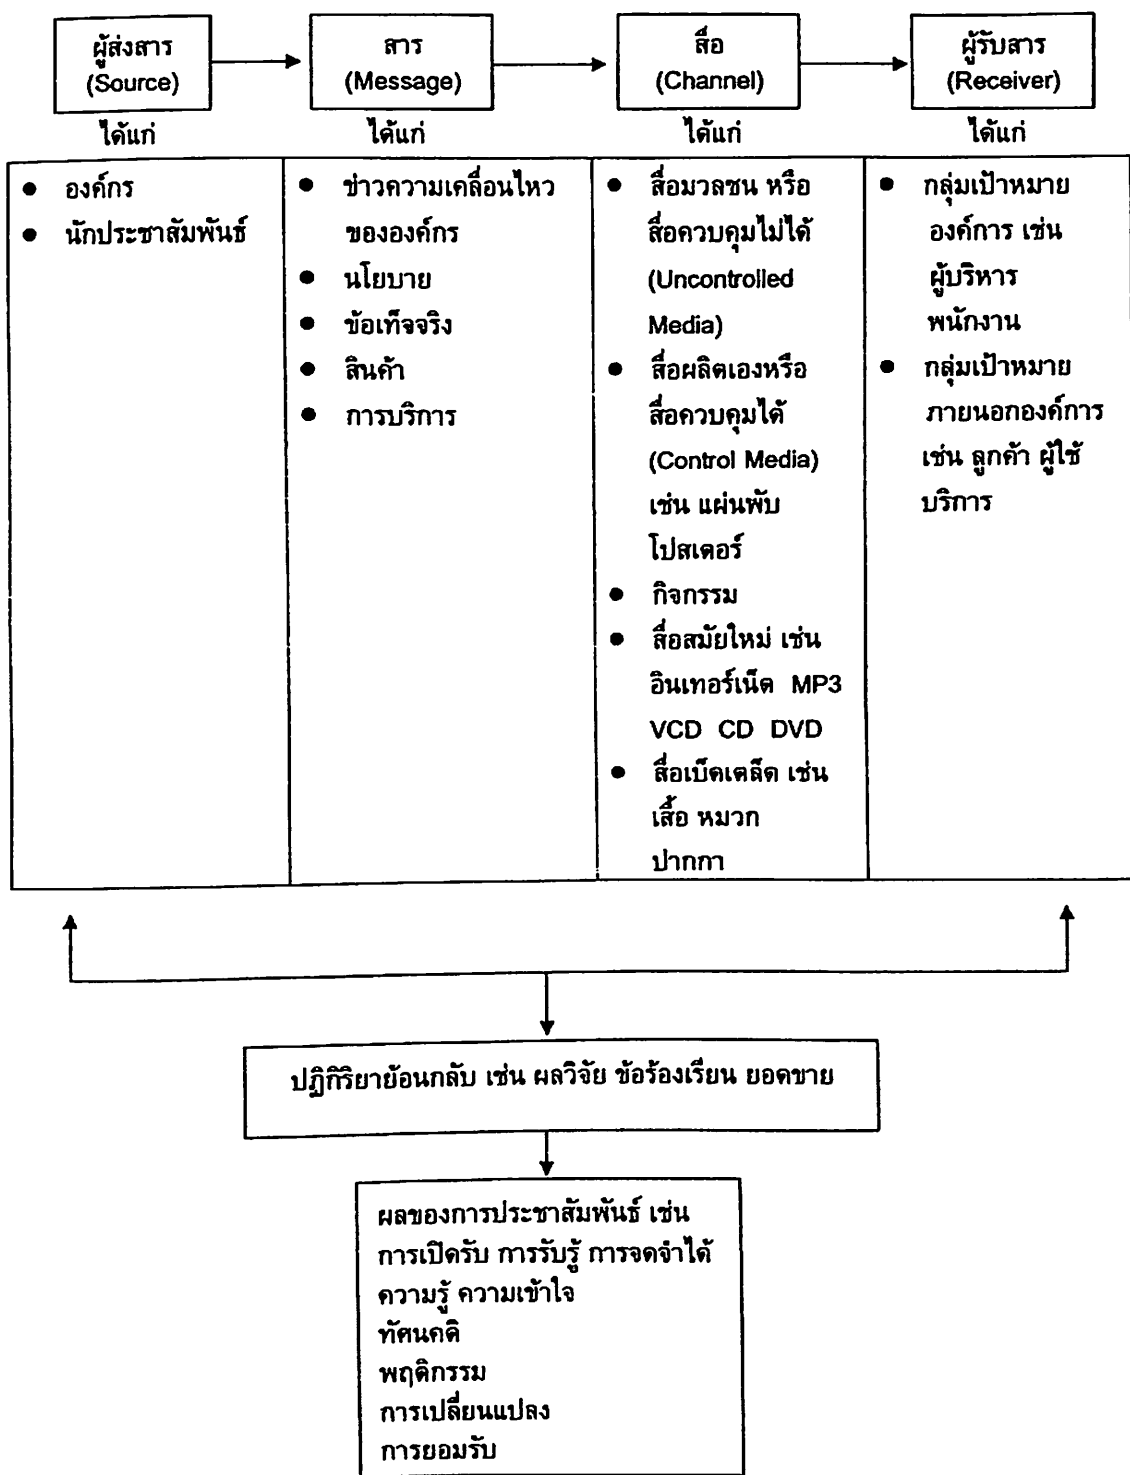 ผู้ส่งสาร
(Source)
สาร
(Message)
สื่อ
(Channel)
ผู้รับสาร
(Receiver)
ได้แก่
ได้แก่
ได้แก่
ได้แก่
● องค์กร
● นักประชาสัมพันธ์
● ข่าวความเคลื่อนไหว
ขององค์กร
● นโยบาย
● ข้อเท็จจริง
● สินค้า
● การบริการ
● สื่อมวลชน หรือ
สื่อควบคุมไม่ได้
(Uncontrolled
Media)
● สื่อผลิตเองหรือ
สื่อควบคุมได้
(Control Media)
เช่น แผ่นพับ
โปสเตอร์
● กิจกรรม
● สื่อสมัยใหม่ เช่น
อินเทอร์เน็ต MP3
VCD CD DVD
● สื่อเบ็ดเตล็ด เช่น
เสื้อ หมวก
ปากกา
● กลุ่มเป้าหมาย
องค์การ เช่น
ผู้บริหาร
พนักงาน
● กลุ่มเป้าหมาย
ภายนอกองค์การ
เช่น ลูกค้า ผู้ใช้
บริการ
ปฏิกิริยาย้อนกลับ เช่น ผลวิจัย ข้อร้องเรียน ยอดขาย
ผลของการประชาสัมพันธ์ เช่น
การเปิดรับ การรับรู้ การจดจำได้
ความรู้ ความเข้าใจ
ทัศนคติ
พฤติกรรม
การเปลี่ยนแปลง
การยอมรับ